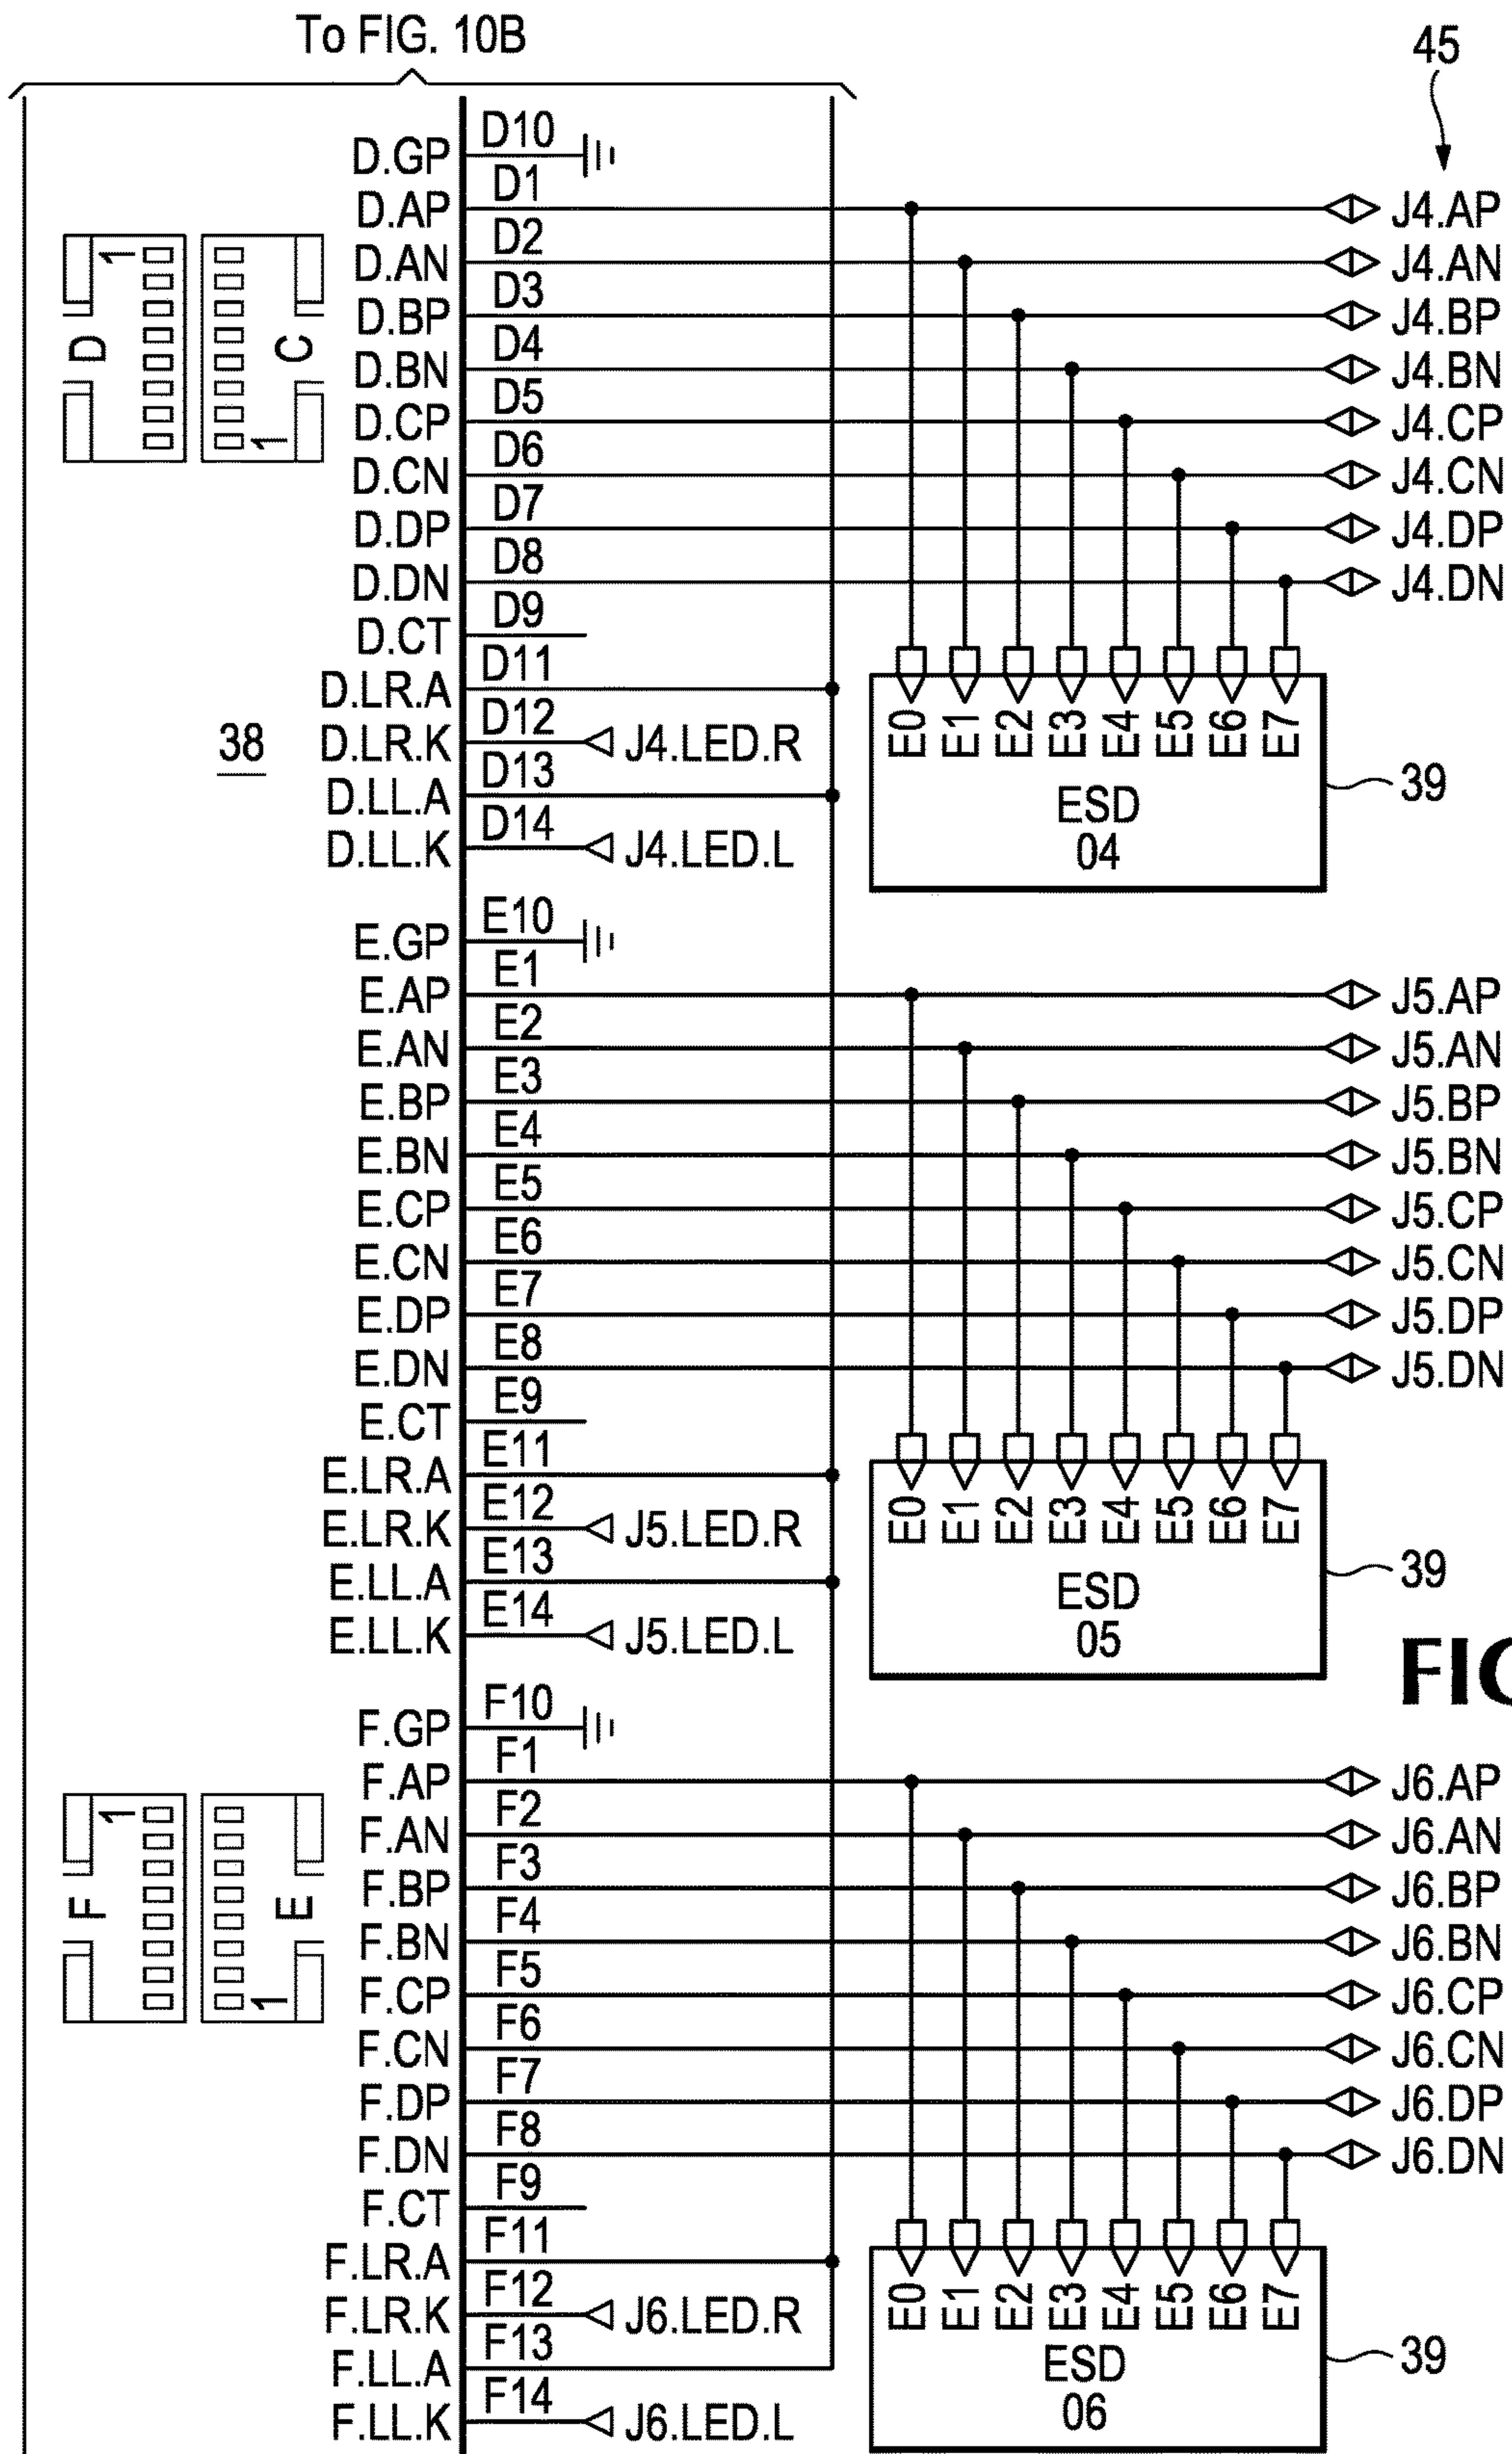 To FIG. 10B
45
D.GP D10
D.AP D1 J4.AP
D.AN D2 J4.AN
D.BP D3 J4.BP
D.BN D4 J4.BN
D.CP D5 J4.CP
D.CN D6 J4.CN
D.DP D7 J4.DP
D.DN D8 J4.DN
D.CT D9
D.LR.A D11
D.LR.K D12 J4.LED.R
D.LL.A D13
D.LL.K D14 J4.LED.L
1
D C
1
38
E0 E1 E2 E3 E4 E5 E6 E7
ESD
04
39
E.GP E10
E.AP E1 J5.AP
E.AN E2 J5.AN
E.BP E3 J5.BP
E.BN E4 J5.BN
E.CP E5 J5.CP
E.CN E6 J5.CN
E.DP E7 J5.DP
E.DN E8 J5.DN
E.CT E9
E.LR.A E11
E.LR.K E12 J5.LED.R
E.LL.A E13
E.LL.K E14 J5.LED.L
E0 E1 E2 E3 E4 E5 E6 E7
ESD
05
39
F.GP F10
F.AP F1 J6.AP
F.AN F2 J6.AN
F.BP F3 J6.BP
F.BN F4 J6.BN
F.CP F5 J6.CP
F.CN F6 J6.CN
F.DP F7 J6.DP
F.DN F8 J6.DN
F.CT F9
F.LR.A F11
F.LR.K F12 J6.LED.R
F.LL.A F13
F.LL.K F14 J6.LED.L
1
F E
1
E0 E1 E2 E3 E4 E5 E6 E7
ESD
06
39